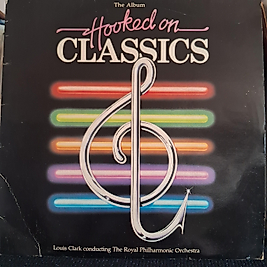 The Album
Hooked on
CLASSICS
Louis Clark conducting The Royal Philharmonic Orchestra